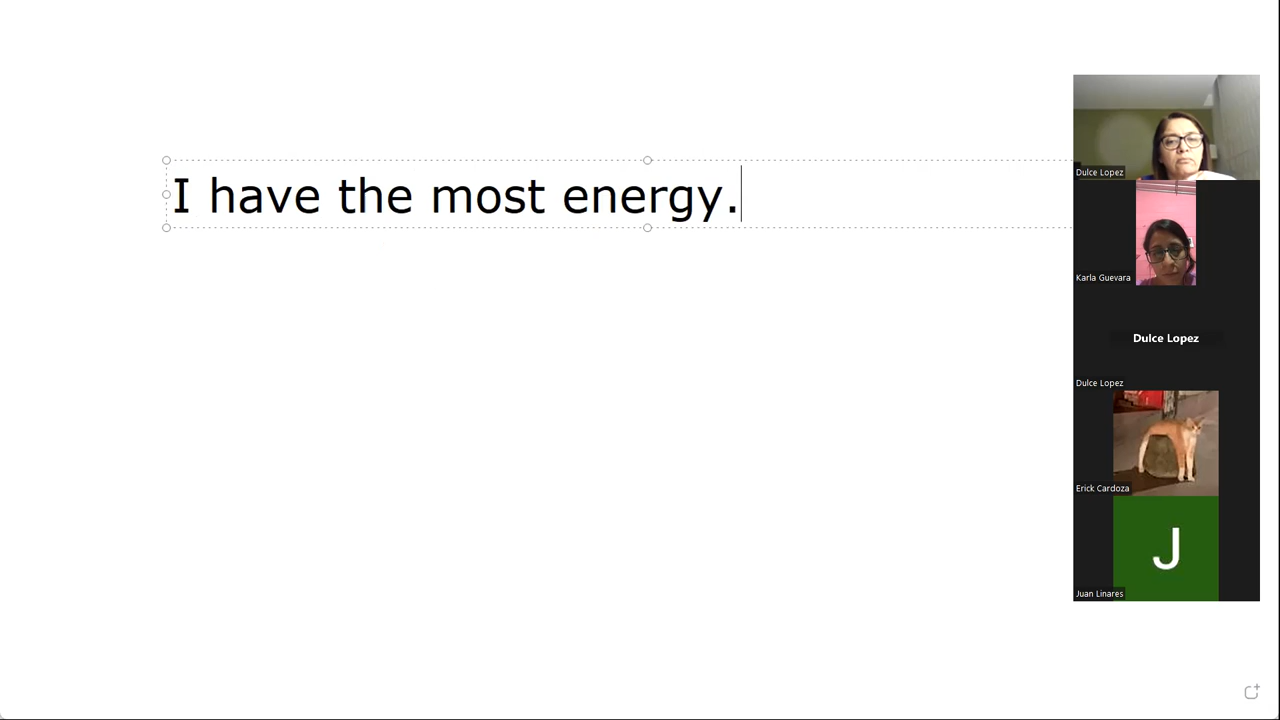 I have the most energy.
Dulce Lopez
Karla Guevara
Dulce Lopez
Dulce Lopez
Erick Cardoza
J
Juan Linares